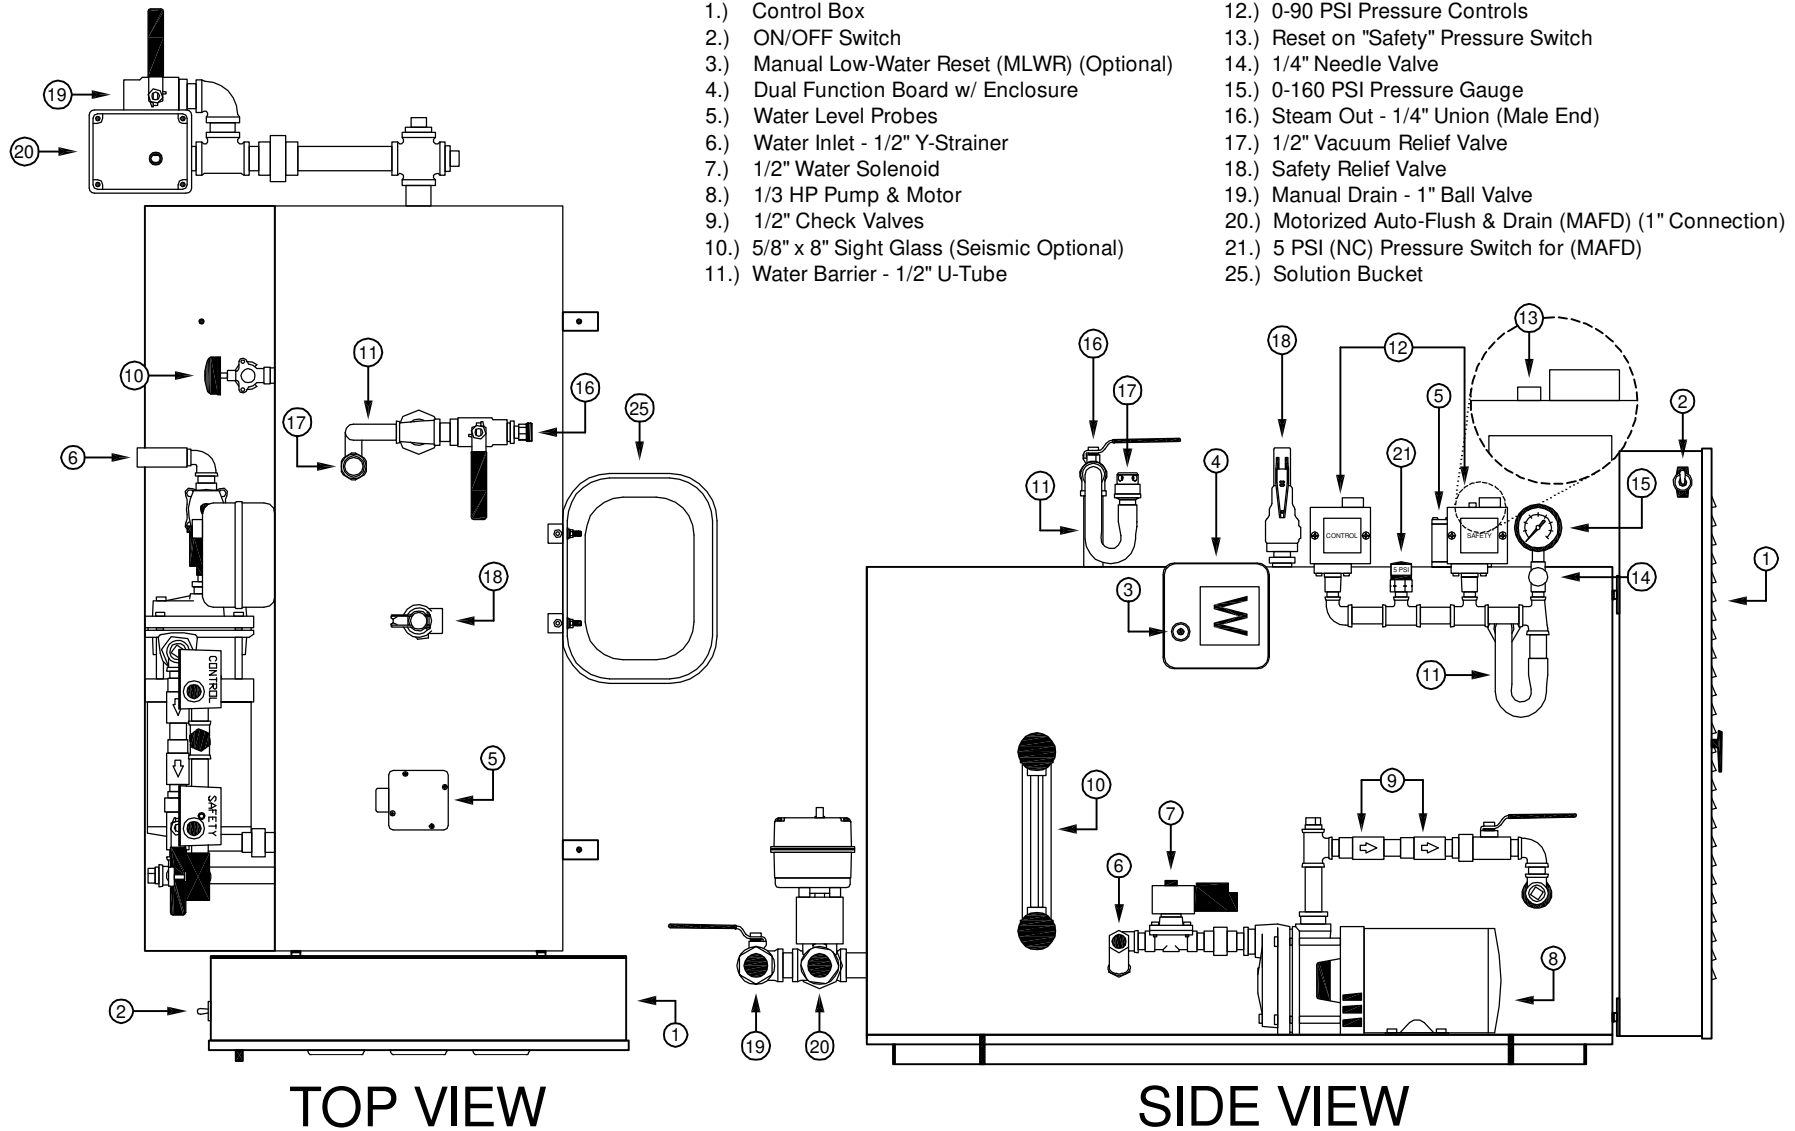 1.) Control Box
2.) ON/OFF Switch
3.) Manual Low-Water Reset (MLWR) (Optional)
4.) Dual Function Board w/ Enclosure
5.) Water Level Probes
6.) Water Inlet - 1/2" Y-Strainer
7.) 1/2" Water Solenoid
8.) 1/3 HP Pump & Motor
9.) 1/2" Check Valves
10.) 5/8" x 8" Sight Glass (Seismic Optional)
11.) Water Barrier - 1/2" U-Tube
12.) 0-90 PSI Pressure Controls
13.) Reset on "Safety" Pressure Switch
14.) 1/4" Needle Valve
15.) 0-160 PSI Pressure Gauge
16.) Steam Out - 1/4" Union (Male End)
17.) 1/2" Vacuum Relief Valve
18.) Safety Relief Valve
19.) Manual Drain - 1" Ball Valve
20.) Motorized Auto-Flush & Drain (MAFD) (1" Connection)
21.) 5 PSI (NC) Pressure Switch for (MAFD)
25.) Solution Bucket
19
20
10
11
17
16
25
6
18
CONTROL
5
SAFETY
2
1
TOP VIEW
13
16
18
12
17
5
2
4
21
11
15
CONTROL
SAFETY
5 PSI
1
14
3
W
11
10
9
7
6
8
19
20
SIDE VIEW